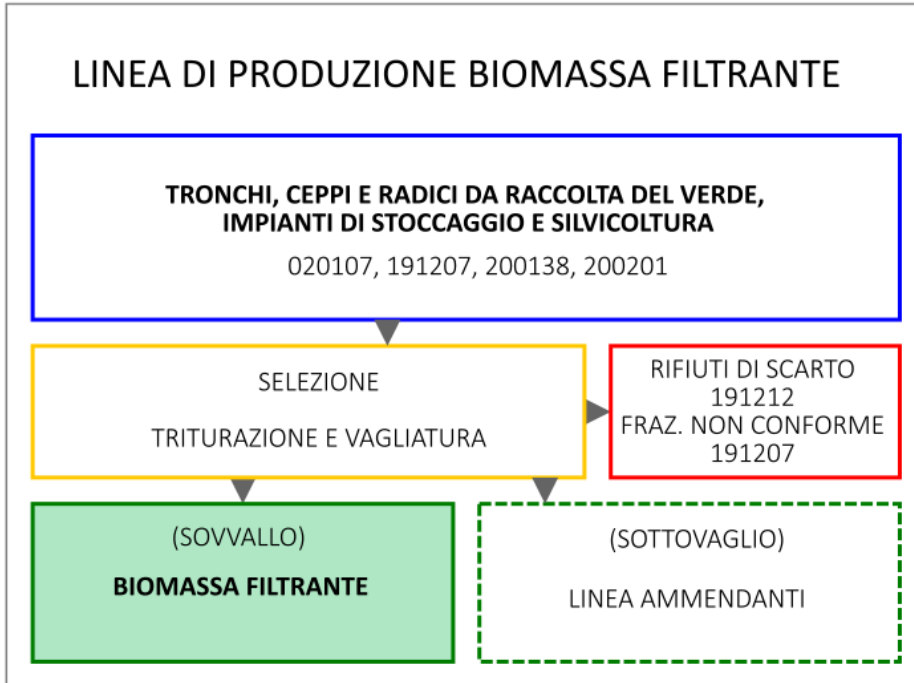 LINEA DI PRODUZIONE BIOMASSA FILTRANTE
TRONCHI, CEPPI E RADICI DA RACCOLTA DEL VERDE,
IMPIANTI DI STOCCAGGIO E SILVICOLTURA
020107, 191207, 200138, 200201
SELEZIONE
TRITURAZIONE E VAGLIATURA
RIFIUTI DI SCARTO
191212
FRAZ. NON CONFORME
191207
(SOVVALLO)
BIOMASSA FILTRANTE
(SOTTOVAGLIO)
LINEA AMMENDANTI